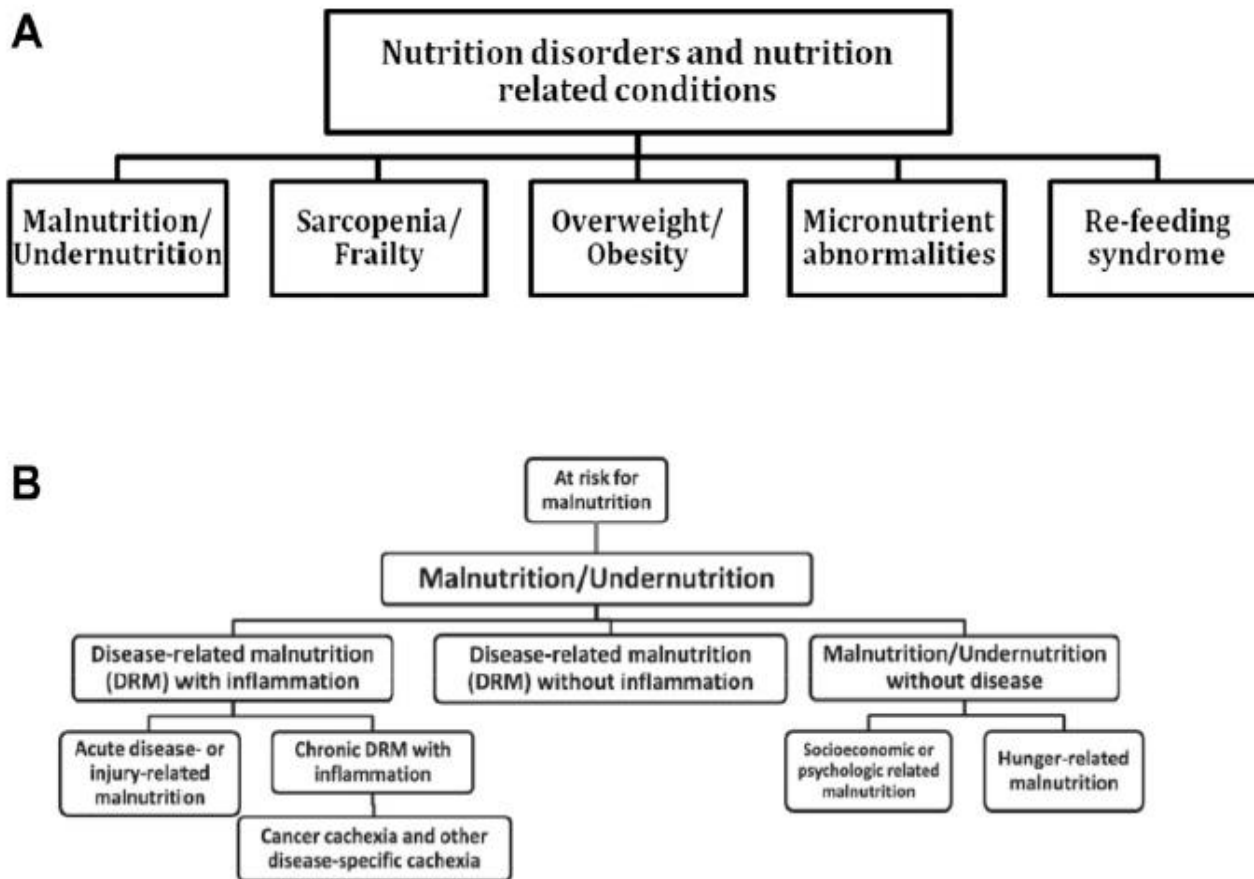 A
Nutrition disorders and nutrition
related conditions
Malnutrition/
Undernutrition
Sarcopenia/
Frailty
Overweight/
Obesity
Micronutrient
abnormalities
Re-feeding
syndrome
B
At risk for
malnutrition
Malnutrition/Undernutrition
Disease-related malnutrition
(DRM) with inflammation
Disease-related malnutrition
(DRM) without inflammation
Malnutrition/Undernutrition
without disease
Acute disease- or
injury-related
malnutrition
Chronic DRM with
inflammation
Socioeconomic or
psychologic related
malnutrition
Hunger-related
malnutrition
Cancer cachexia and other
disease-specific cachexia